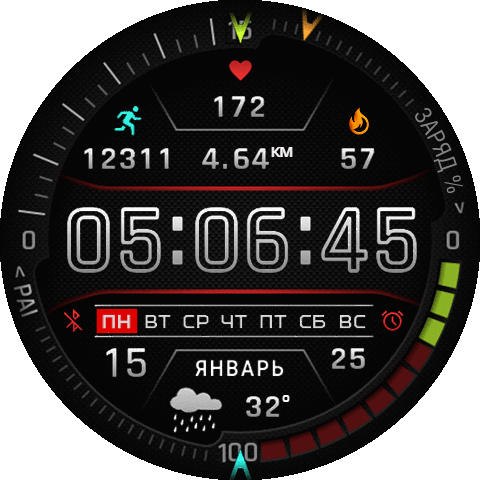 15
172
12311 4.64КМ 57
ЗАРЯД % >
05:06:45
0 0
< PAI
ПН ВТ СР ЧТ ПТ СБ ВС
15 ЯНВАРЬ 25
32°
100